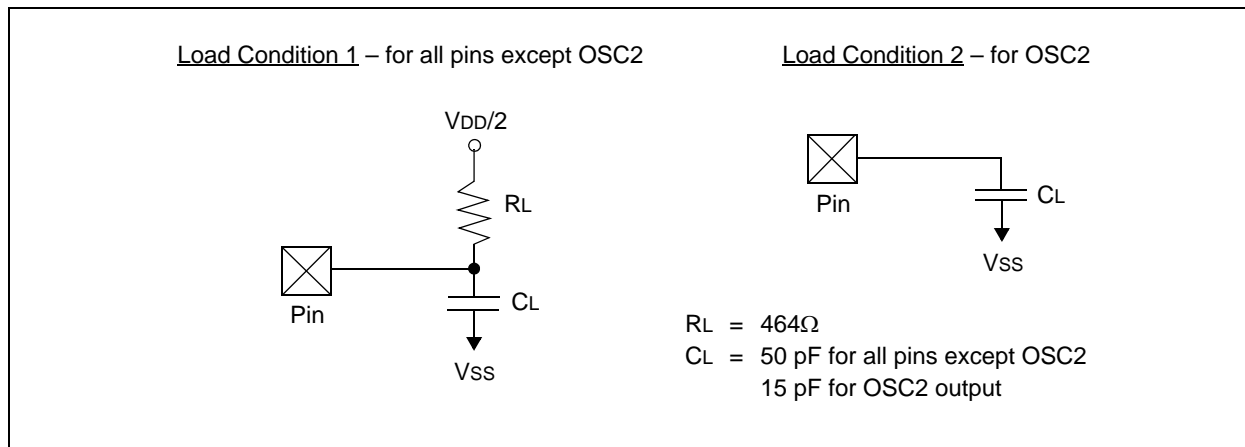 Load Condition 1 – for all pins except OSC2
VDD/2
RL
Pin
CL
VSS
Load Condition 2 – for OSC2
Pin
CL
VSS
RL = 464Ω
CL = 50 pF for all pins except OSC2
15 pF for OSC2 output